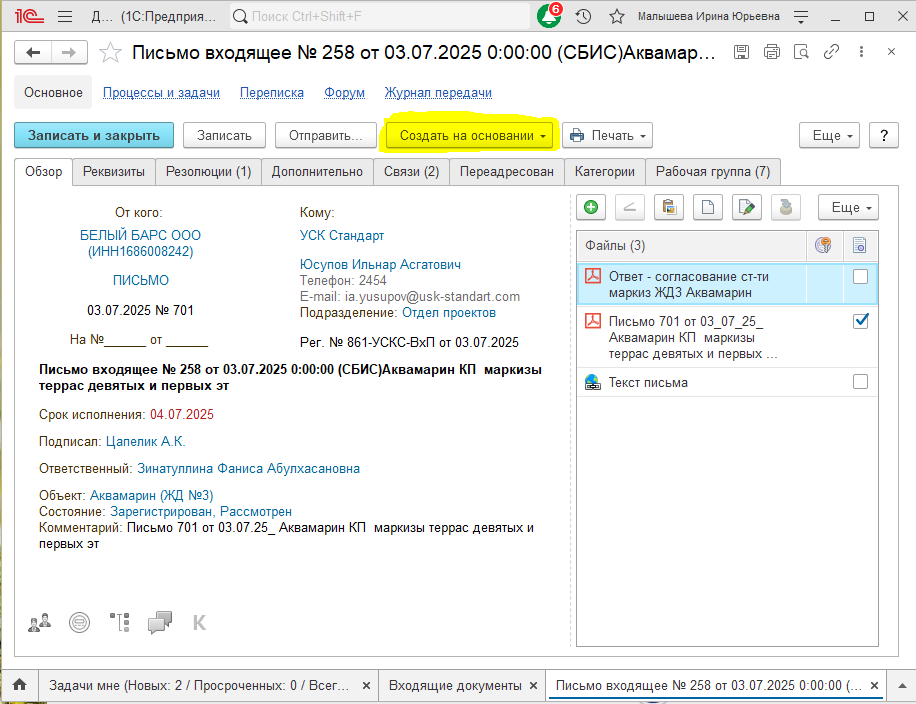 1С Д... (1С:Предприя... Поиск Ctrl+Shift+F 6 Малышева Ирина Юрьевна
Письмо входящее № 258 от 03.07.2025 0:00:00 (СБИС)Аквамар...
Основное Процессы и задачи Переписка Форум Журнал передачи
Записать и закрыть Записать Отправить... Создать на основании Печать Еще ?
Обзор Реквизиты Резолюции (1) Дополнительно Связи (2) Переадресован Категории Рабочая группа (7)
От кого:
БЕЛЫЙ БАРС ООО
(ИНН1686008242)
ПИСЬМО
03.07.2025 № 701
На №______ от ______
Кому:
УСК Стандарт
Юсупов Ильнар Асгатович
Телефон: 2454
E-mail: ia.yusupov@usk-standart.com
Подразделение: Отдел проектов
Рег. № 861-УСКС-ВхП от 03.07.2025
Письмо входящее № 258 от 03.07.2025 0:00:00 (СБИС)Аквамарин КП маркизы
террас девятых и первых эт
Срок исполнения: 04.07.2025
Подписал: Цапелик А.К.
Ответственный: Зинатуллина Фаниса Абулхасановна
Объект: Аквамарин (ЖД №3)
Состояние: Зарегистрирован, Рассмотрен
Комментарий: Письмо 701 от 03.07.25_ Аквамарин КП маркизы террас девятых и
первых эт
К
Еще
Файлы (3)
Ответ - согласование ст-ти
маркиз ЖД3 Аквамарин
Письмо 701 от 03_07_25_
Аквамарин КП маркизы
террас девятых и первых ...
Текст письма
Задачи мне (Новых: 2 / Просроченных: 0 / Всег... Входящие документы Письмо входящее № 258 от 03.07.2025 0:00:00 (...